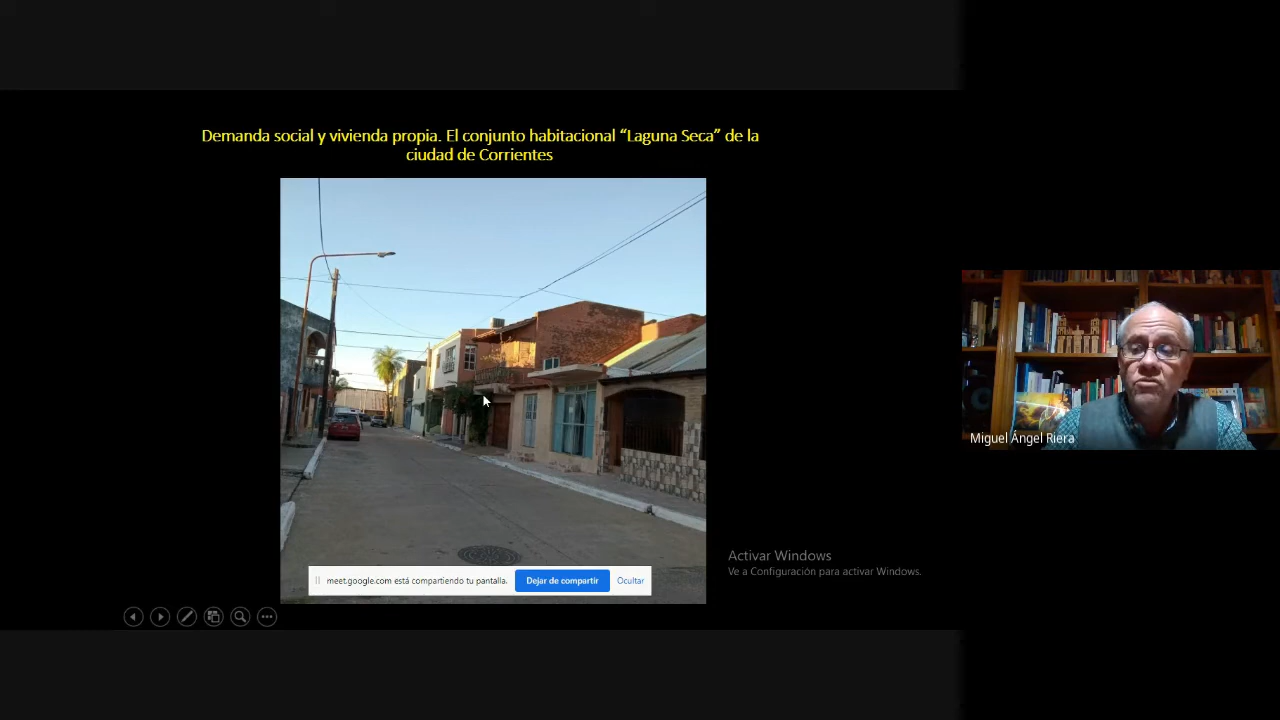 Demanda social y vivienda propia. El conjunto habitacional “Laguna Seca” de la
ciudad de Corrientes
Miguel Ángel Riera
Activar Windows
Ve a Configuración para activar Windows.
meet.google.com está compartiendo tu pantalla.
Dejar de compartir
Ocultar